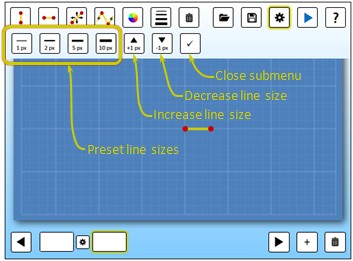 ?
1 px 2 px 5 px 10 px +1 px -1 px ✓
Close submenu
Decrease line size
Increase line size
Preset line sizes
+